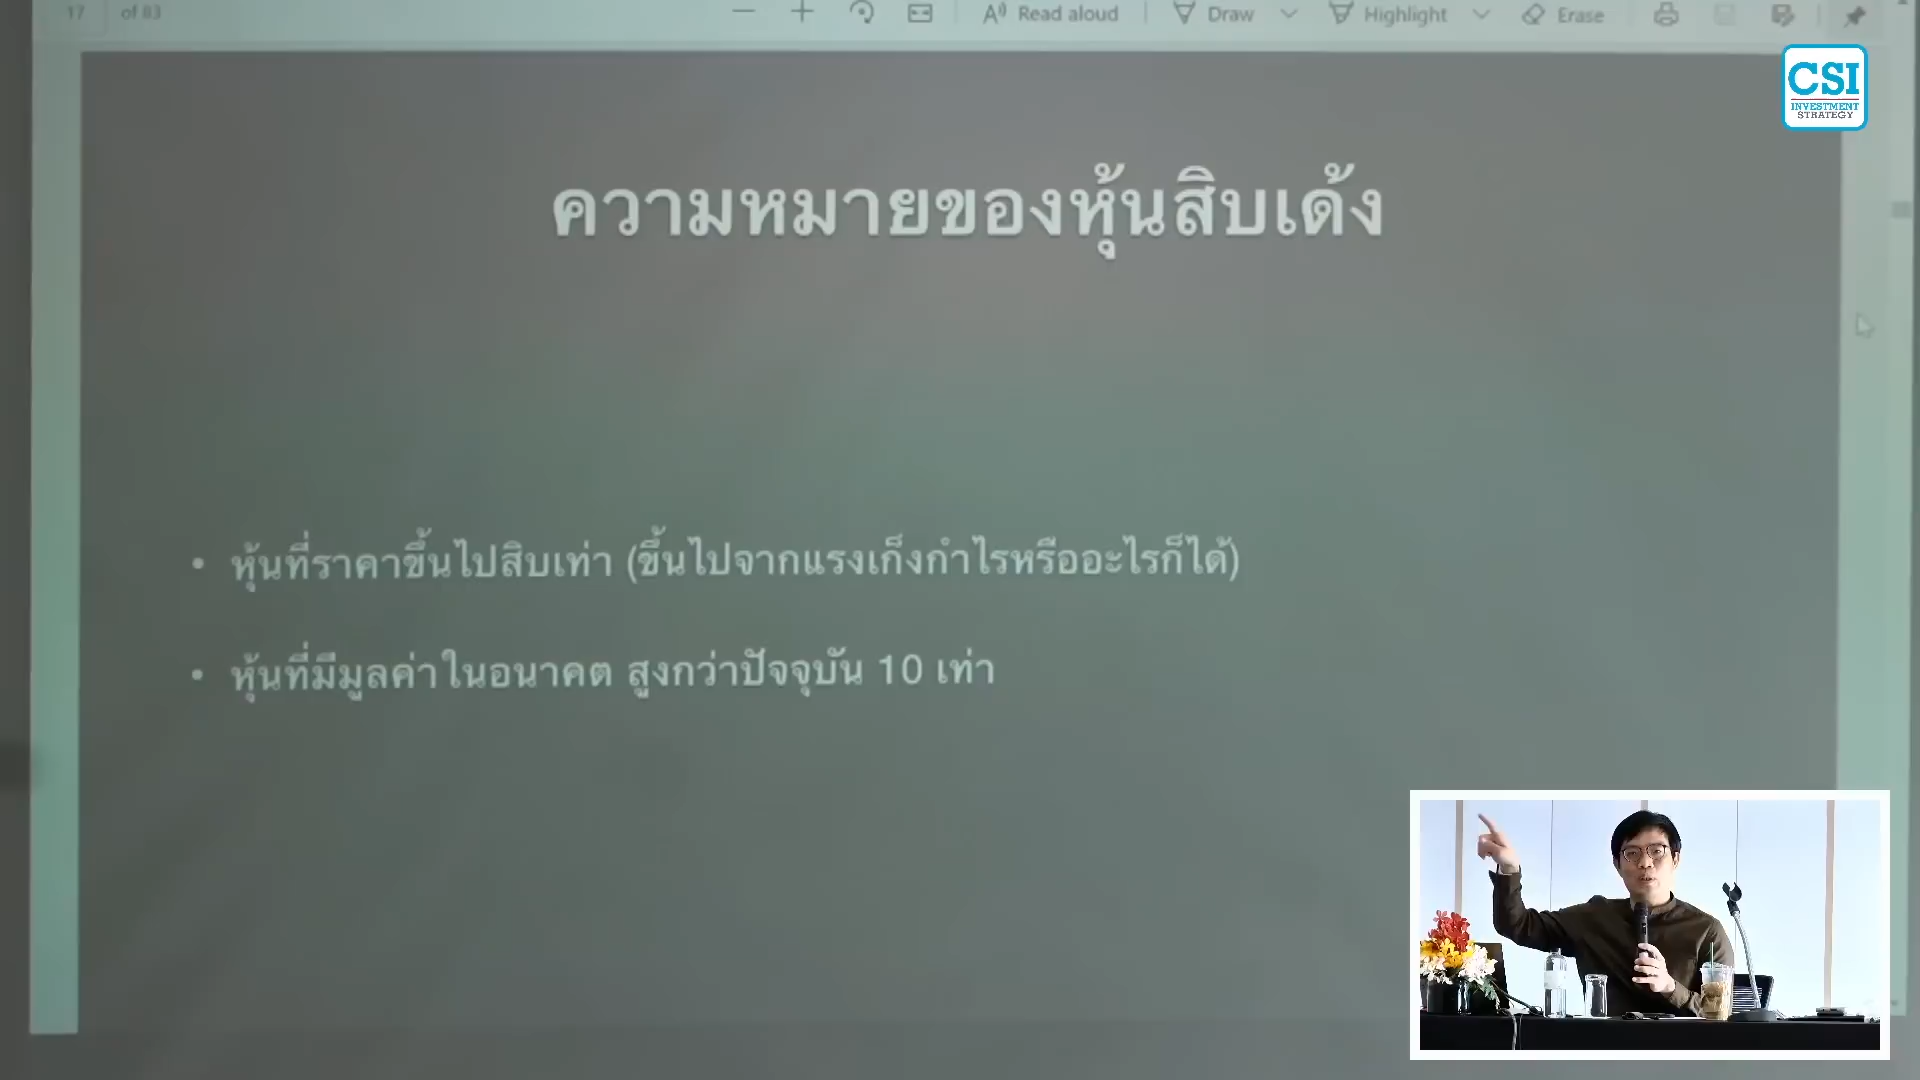 17 of 83 Read aloud Draw Highlight Erase
CSI
INVESTMENT
STRATEGY
ความหมายของหุ้นสิบเด้ง
• หุ้นที่ราคาขึ้นไปสิบเท่า (ขึ้นไปจากแรงเก็งกำไรหรืออะไรก็ได้)
• หุ้นที่มีมูลค่าในอนาคต สูงกว่าปัจจุบัน 10 เท่า